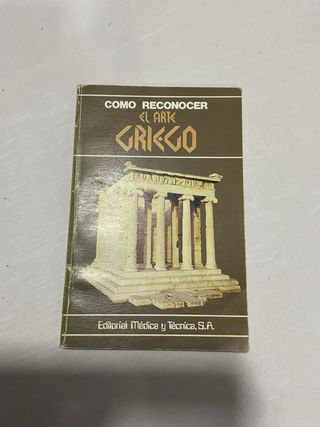 COMO RECONOCER
EL ARTE
GRIEGO
Editorial Médica y Técnica, S.A.